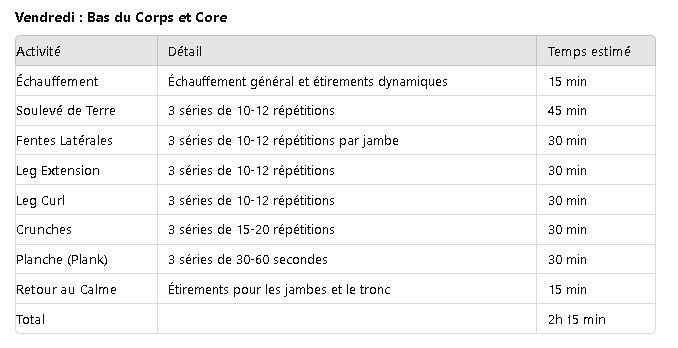 Vendredi : Bas du Corps et Core
Activité Détail Temps estimé
Échauffement Échauffement général et étirements dynamiques 15 min
Soulevé de Terre 3 séries de 10-12 répétitions 45 min
Fentes Latérales 3 séries de 10-12 répétitions par jambe 30 min
Leg Extension 3 séries de 10-12 répétitions 30 min
Leg Curl 3 séries de 10-12 répétitions 30 min
Crunches 3 séries de 15-20 répétitions 30 min
Planche (Plank) 3 séries de 30-60 secondes 30 min
Retour au Calme Étirements pour les jambes et le tronc 15 min
Total 2h 15 min